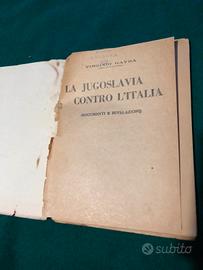 VIRGINIO GAYDA
LA JUGOSLAVIA
CONTRO L'ITALIA
(DOCUMENTI E RIVELAZIONI)
subito